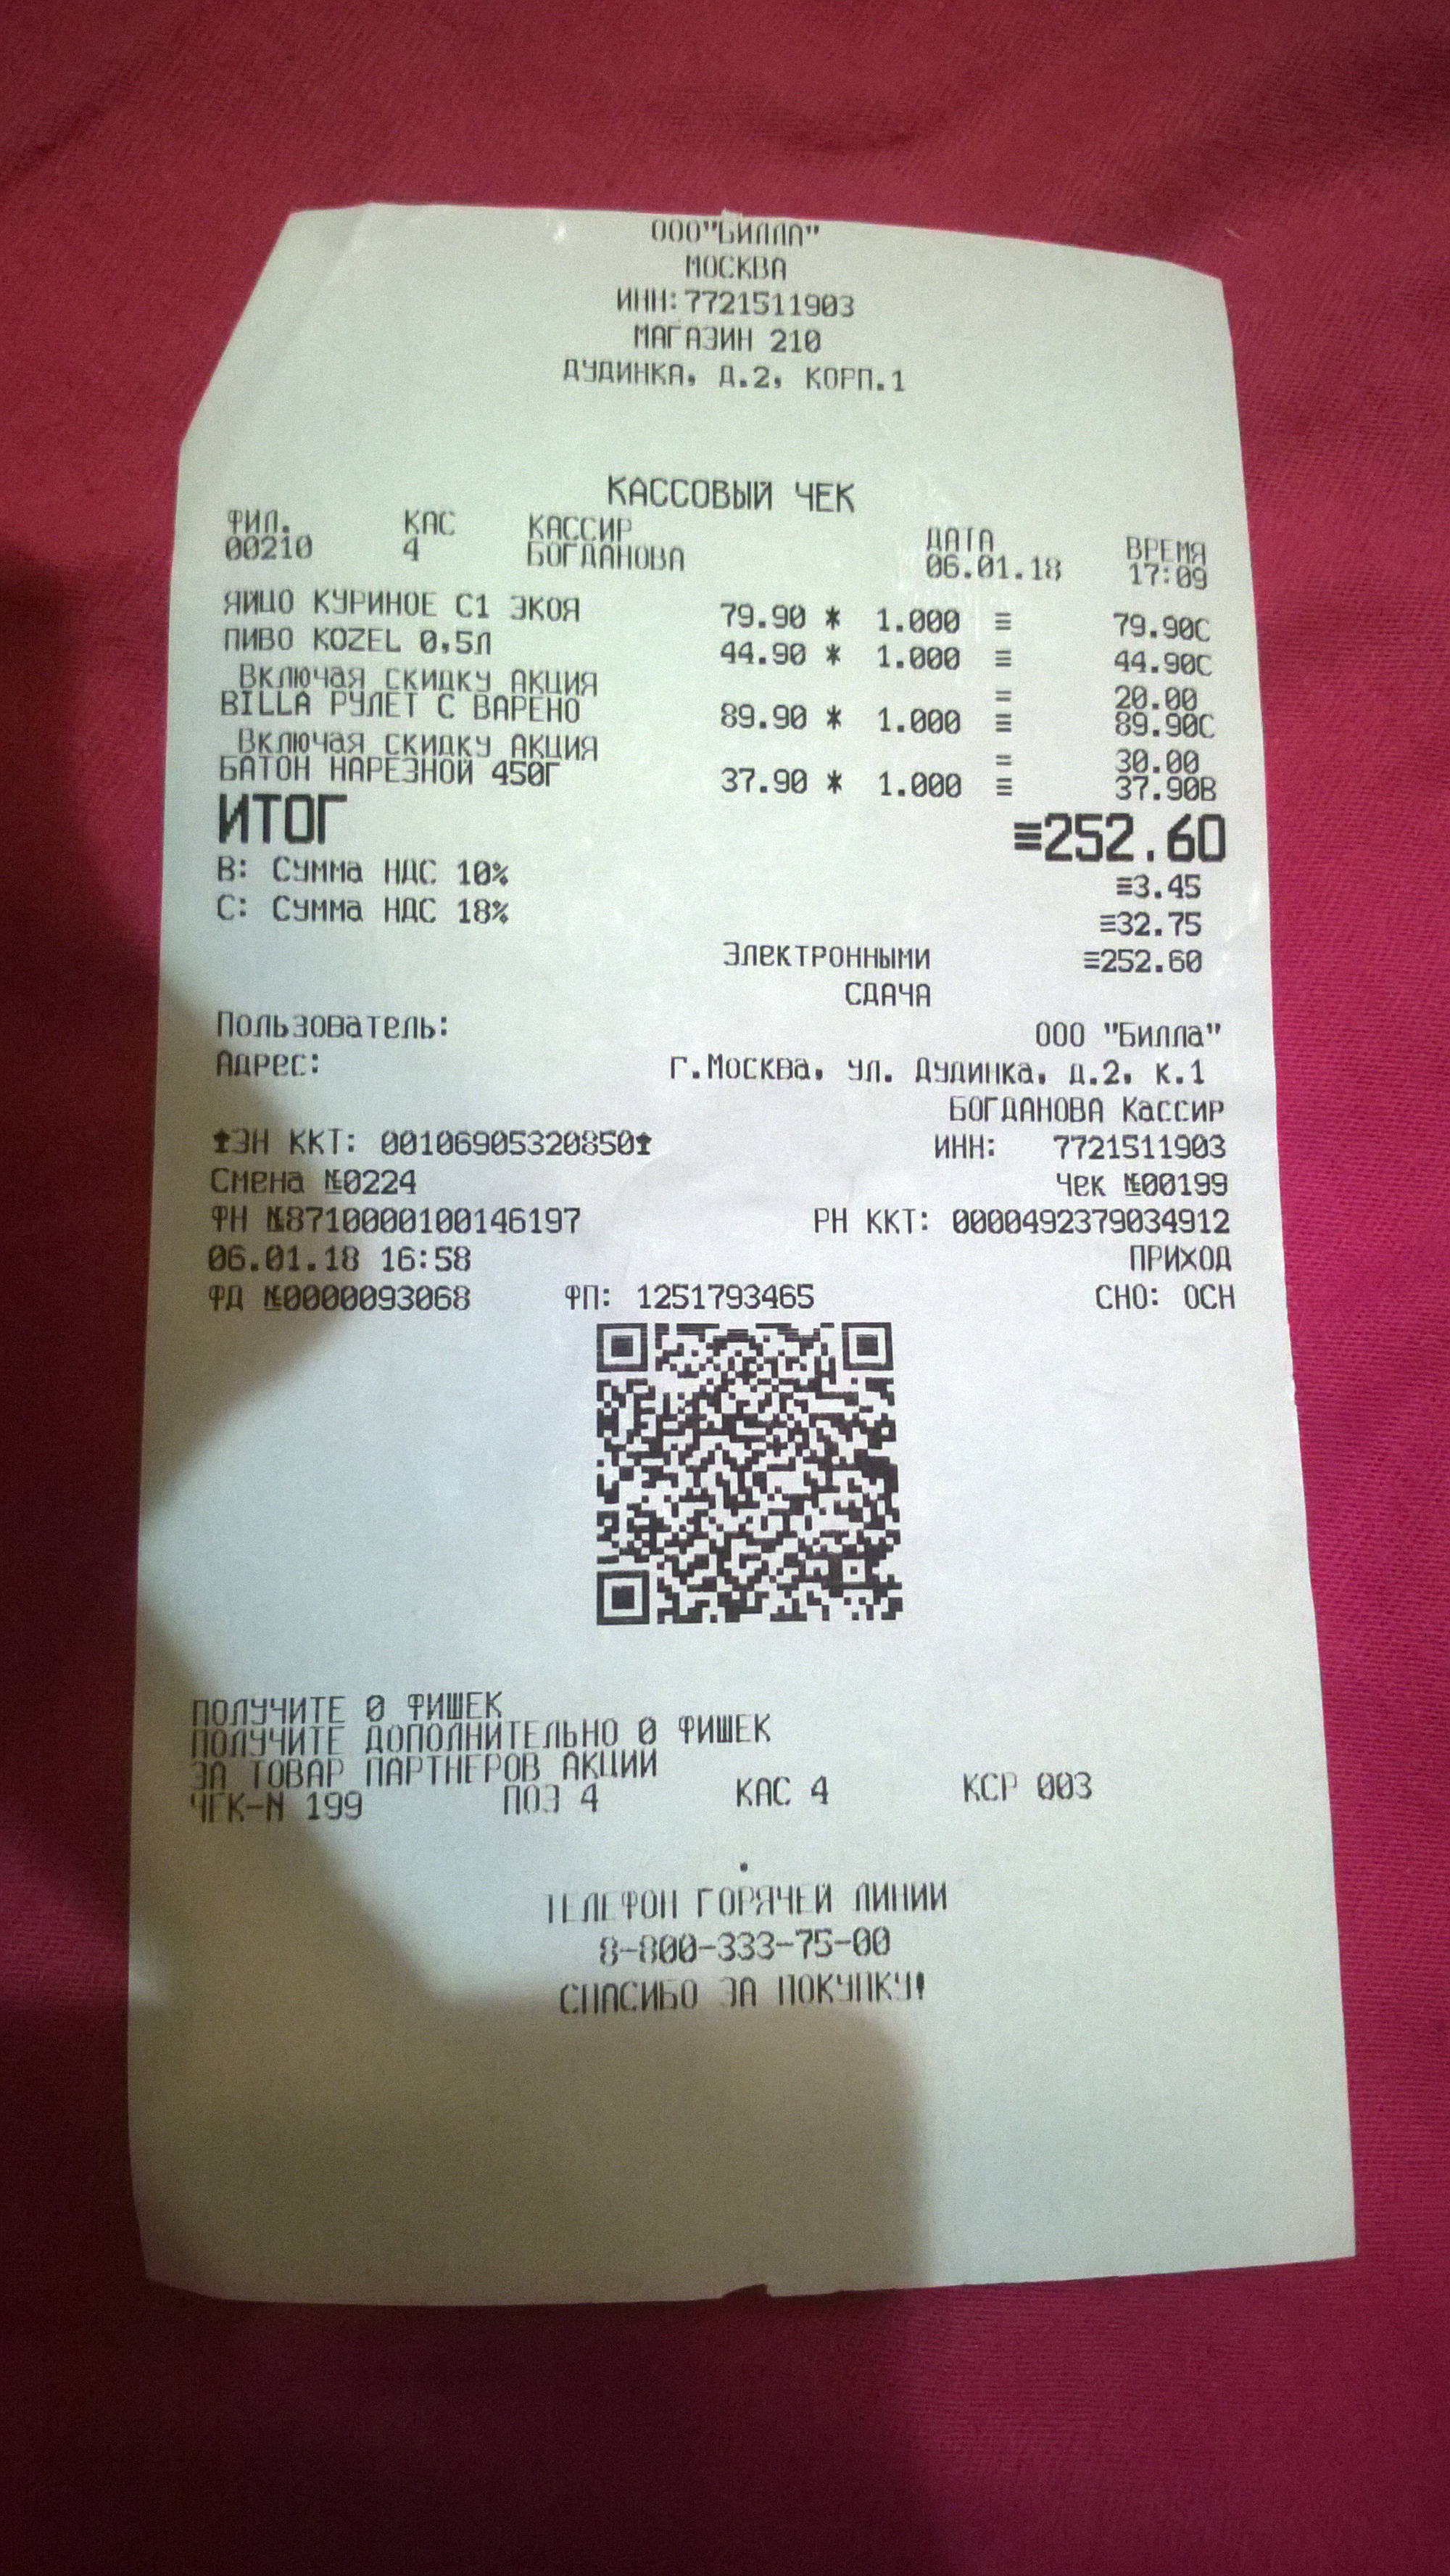 ООО"БИЛЛА"
МОСКВА
ИНН:7721511903
МАГАЗИН 210
ДУДИНКА, Д.2, КОРП.1
КАССОВЫЙ ЧЕК
ФИЛ. КАС КАССИР ДАТА ВРЕМЯ
00210 4 БОГДАНОВА 06.01.18 17:09
ЯЙЦО КУРИНОЕ С1 ЭКОЯ 79.90 * 1.000 ≡ 79.90С
ПИВО KOZEL 0,5Л 44.90 * 1.000 ≡ 44.90С
Включая скидку АКЦИЯ = 20.00
BILLA РУЛЕТ С ВАРЕНО 89.90 * 1.000 ≡ 89.90С
Включая скидку АКЦИЯ = 30.00
БАТОН НАРЕЗНОЙ 450Г 37.90 * 1.000 ≡ 37.90В
ИТОГ ≡252.60
В: Сумма НДС 10% ≡3.45
С: Сумма НДС 18% ≡32.75
Электронными ≡252.60
СДАЧА
Пользователь: ООО "Билла"
Адрес: г.Москва, ул. Дудинка, д.2, к.1
БОГДАНОВА Кассир
ЗН ККТ: 00106905320850 ИНН: 7721511903
Смена №0224 Чек №00199
ФН №8710000100146197 РН ККТ: 0000492379034912
06.01.18 16:58 ПРИХОД
ФД №0000093068 ФП: 1251793465 СНО: ОСН
ПОЛУЧИТЕ 0 ФИШЕК
ПОЛУЧИТЕ ДОПОЛНИТЕЛЬНО 0 ФИШЕК
ЗА ТОВАР ПАРТНЕРОВ АКЦИИ
ЧЕК-N 199 ПОЗ 4 КАС 4 КСР 003
ТЕЛЕФОН ГОРЯЧЕЙ ЛИНИИ
8-800-333-75-00
СПАСИБО ЗА ПОКУПКУ!